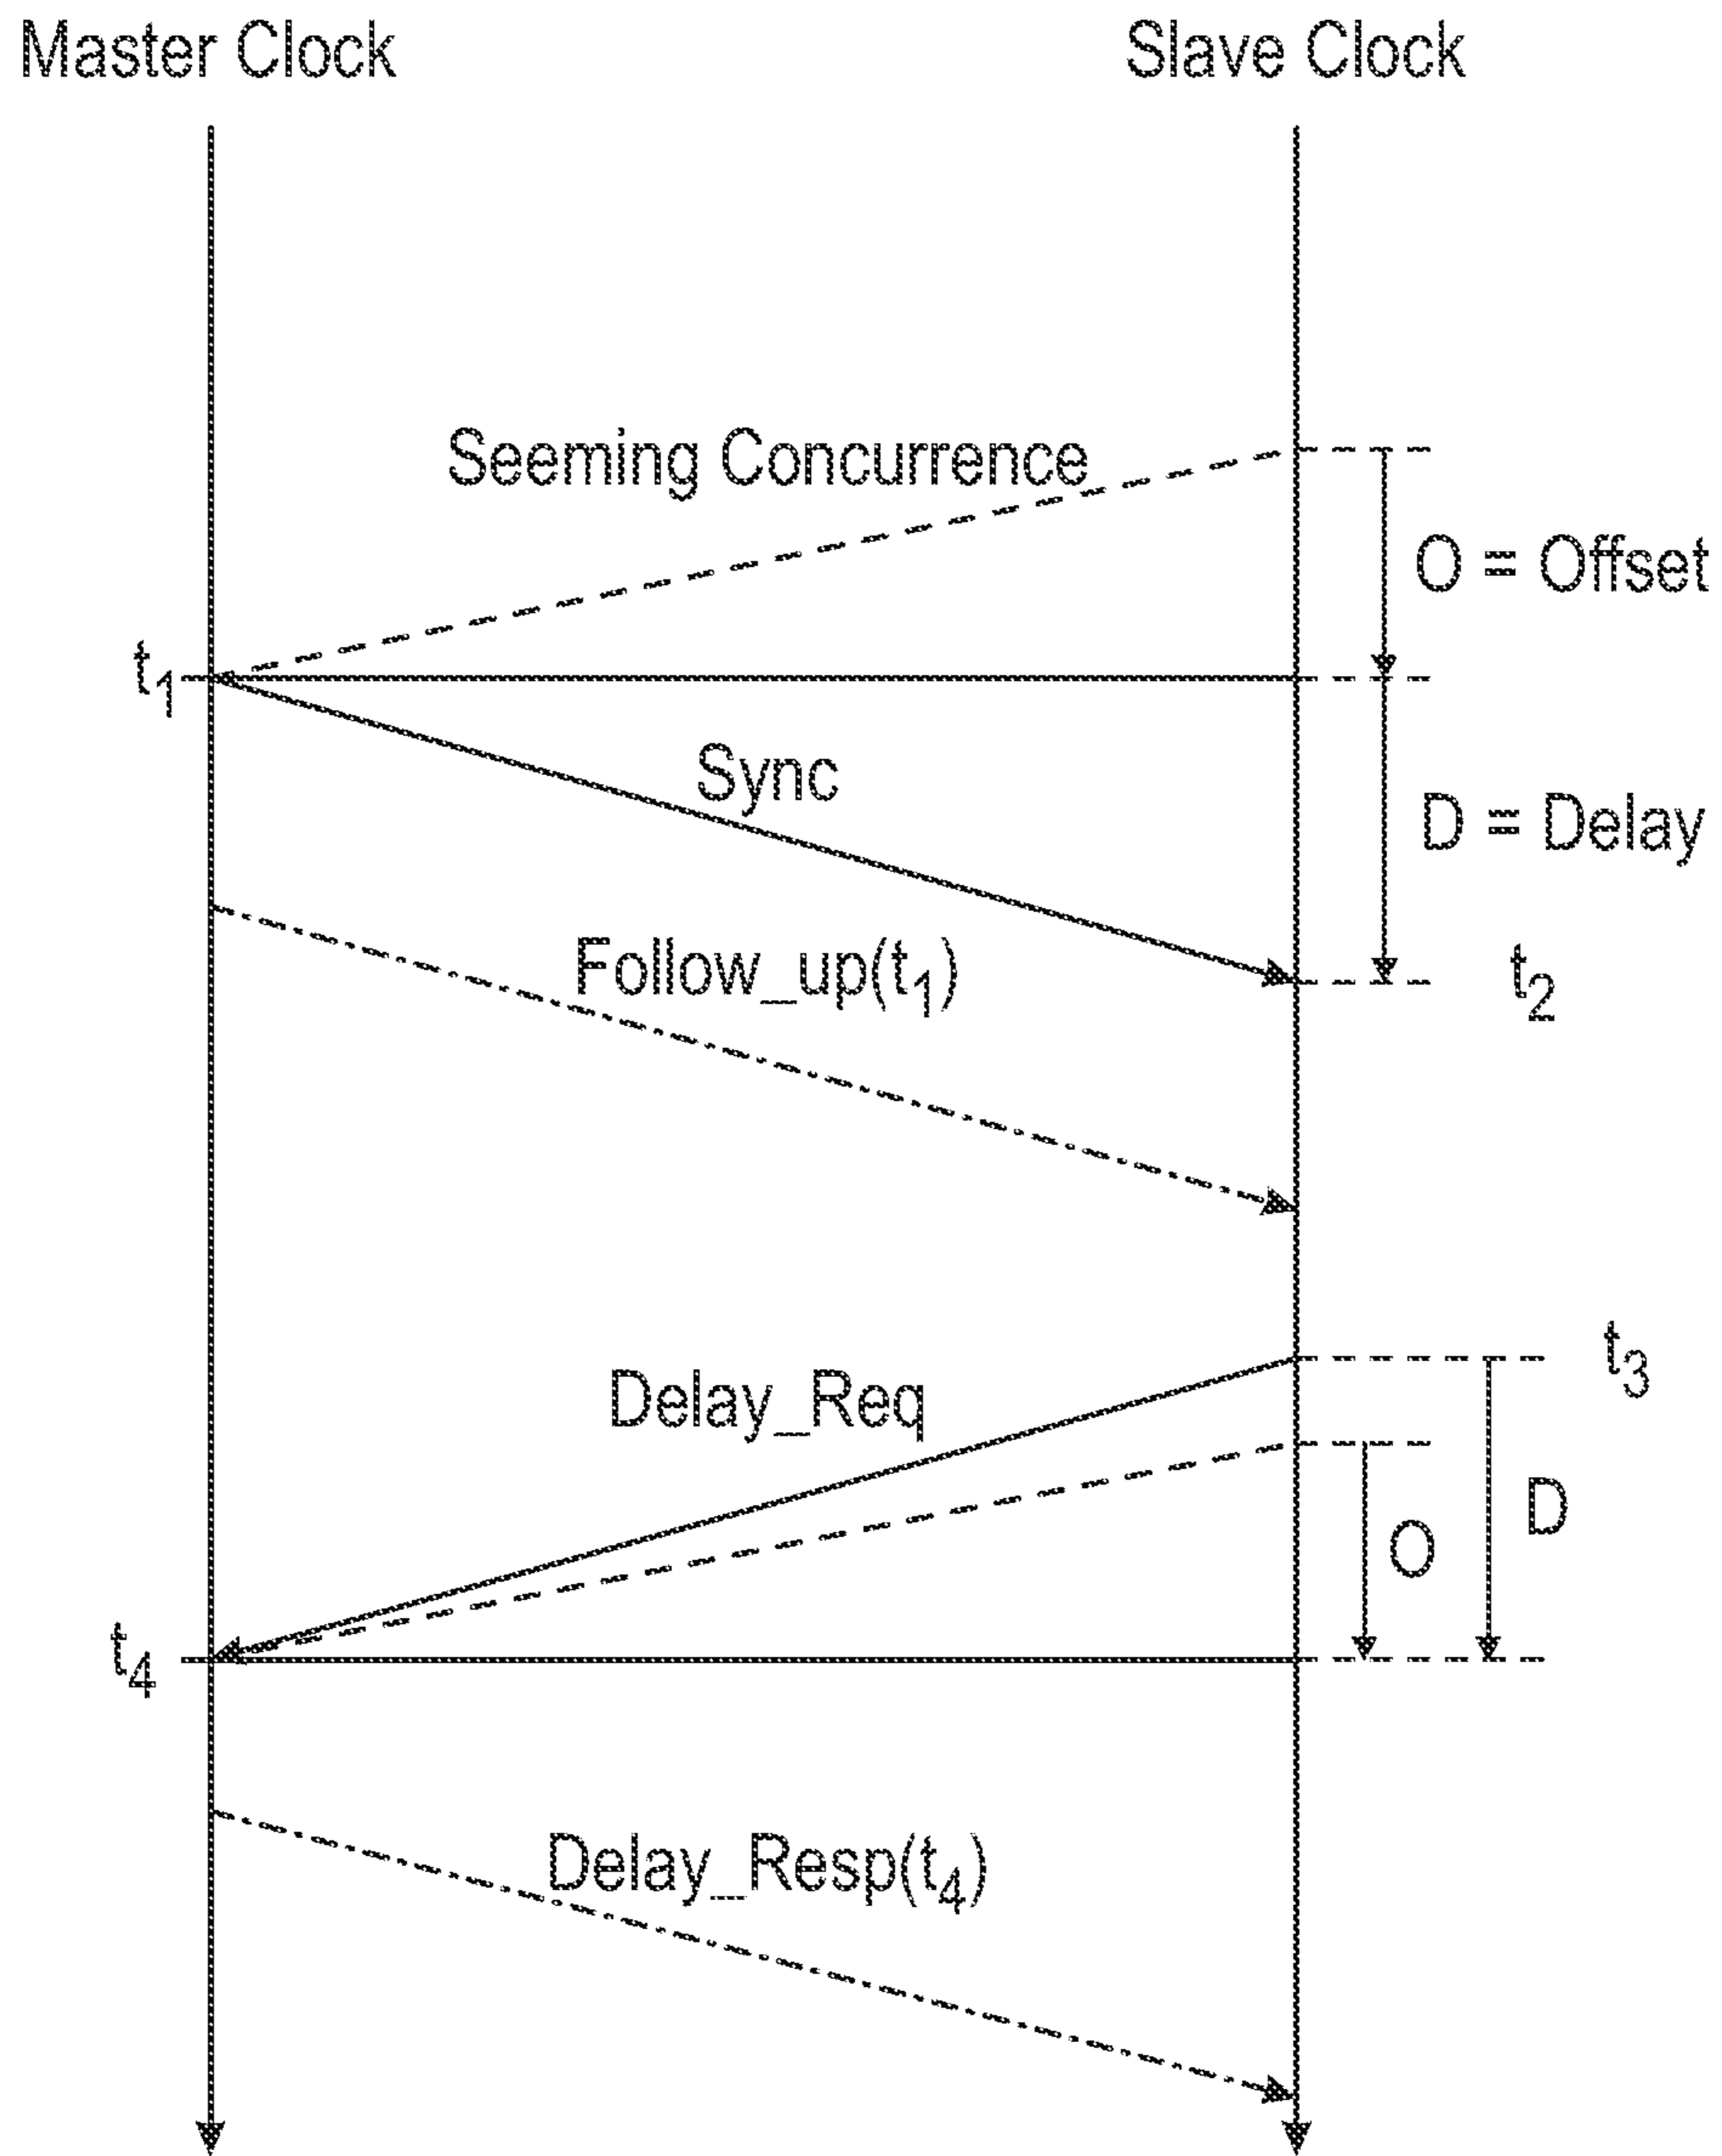 Master Clock
Slave Clock
Seeming Concurrence
O = Offset
t1
Sync
D = Delay
Follow_up(t1)
t2
t3
Delay_Req
D
O
t4
Delay_Resp(t4)